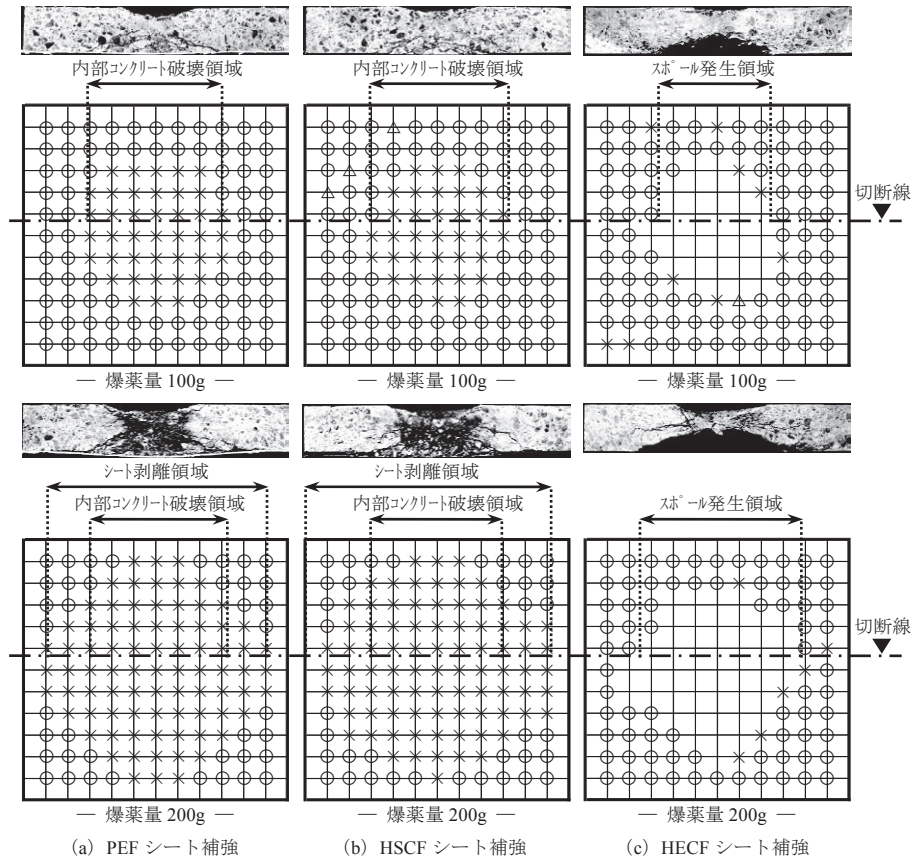 内部コンクリート破壊領域
内部コンクリート破壊領域
スポール発生領域
切断線
― 爆薬量 100g ―
― 爆薬量 100g ―
― 爆薬量 100g ―
シート剥離領域
内部コンクリート破壊領域
シート剥離領域
内部コンクリート破壊領域
スポール発生領域
切断線
― 爆薬量 200g ―
― 爆薬量 200g ―
― 爆薬量 200g ―
(a) PEF シート補強
(b) HSCF シート補強
(c) HECF シート補強